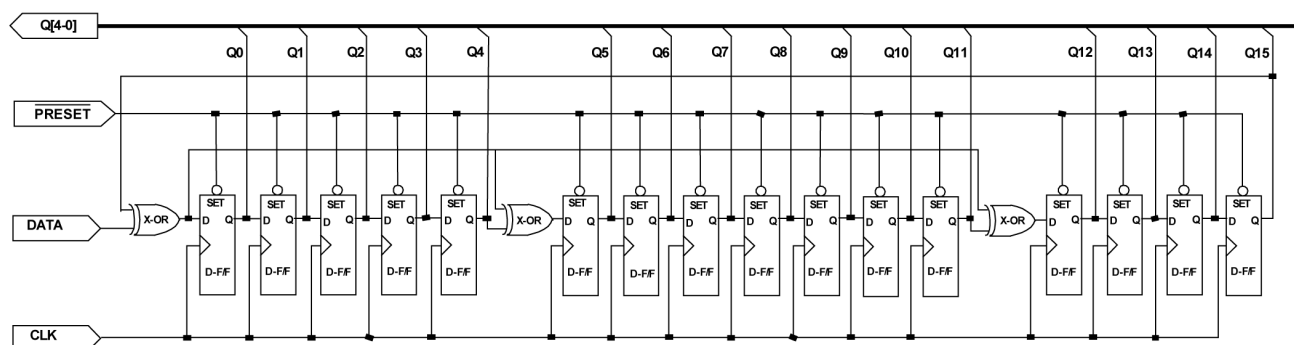 Q[4-0]
Q0 Q1 Q2 Q3 Q4 Q5 Q6 Q7 Q8 Q9 Q10 Q11 Q12 Q13 Q14 Q15
PRESET
SET SET SET SET SET SET SET SET SET SET SET SET SET SET SET SET
DATA
X-OR D Q D Q D Q D Q D Q X-OR D Q D Q D Q D Q D Q D Q D Q X-OR D Q D Q D Q D Q
D-F/F D-F/F D-F/F D-F/F D-F/F D-F/F D-F/F D-F/F D-F/F D-F/F D-F/F D-F/F D-F/F D-F/F D-F/F D-F/F
CLK